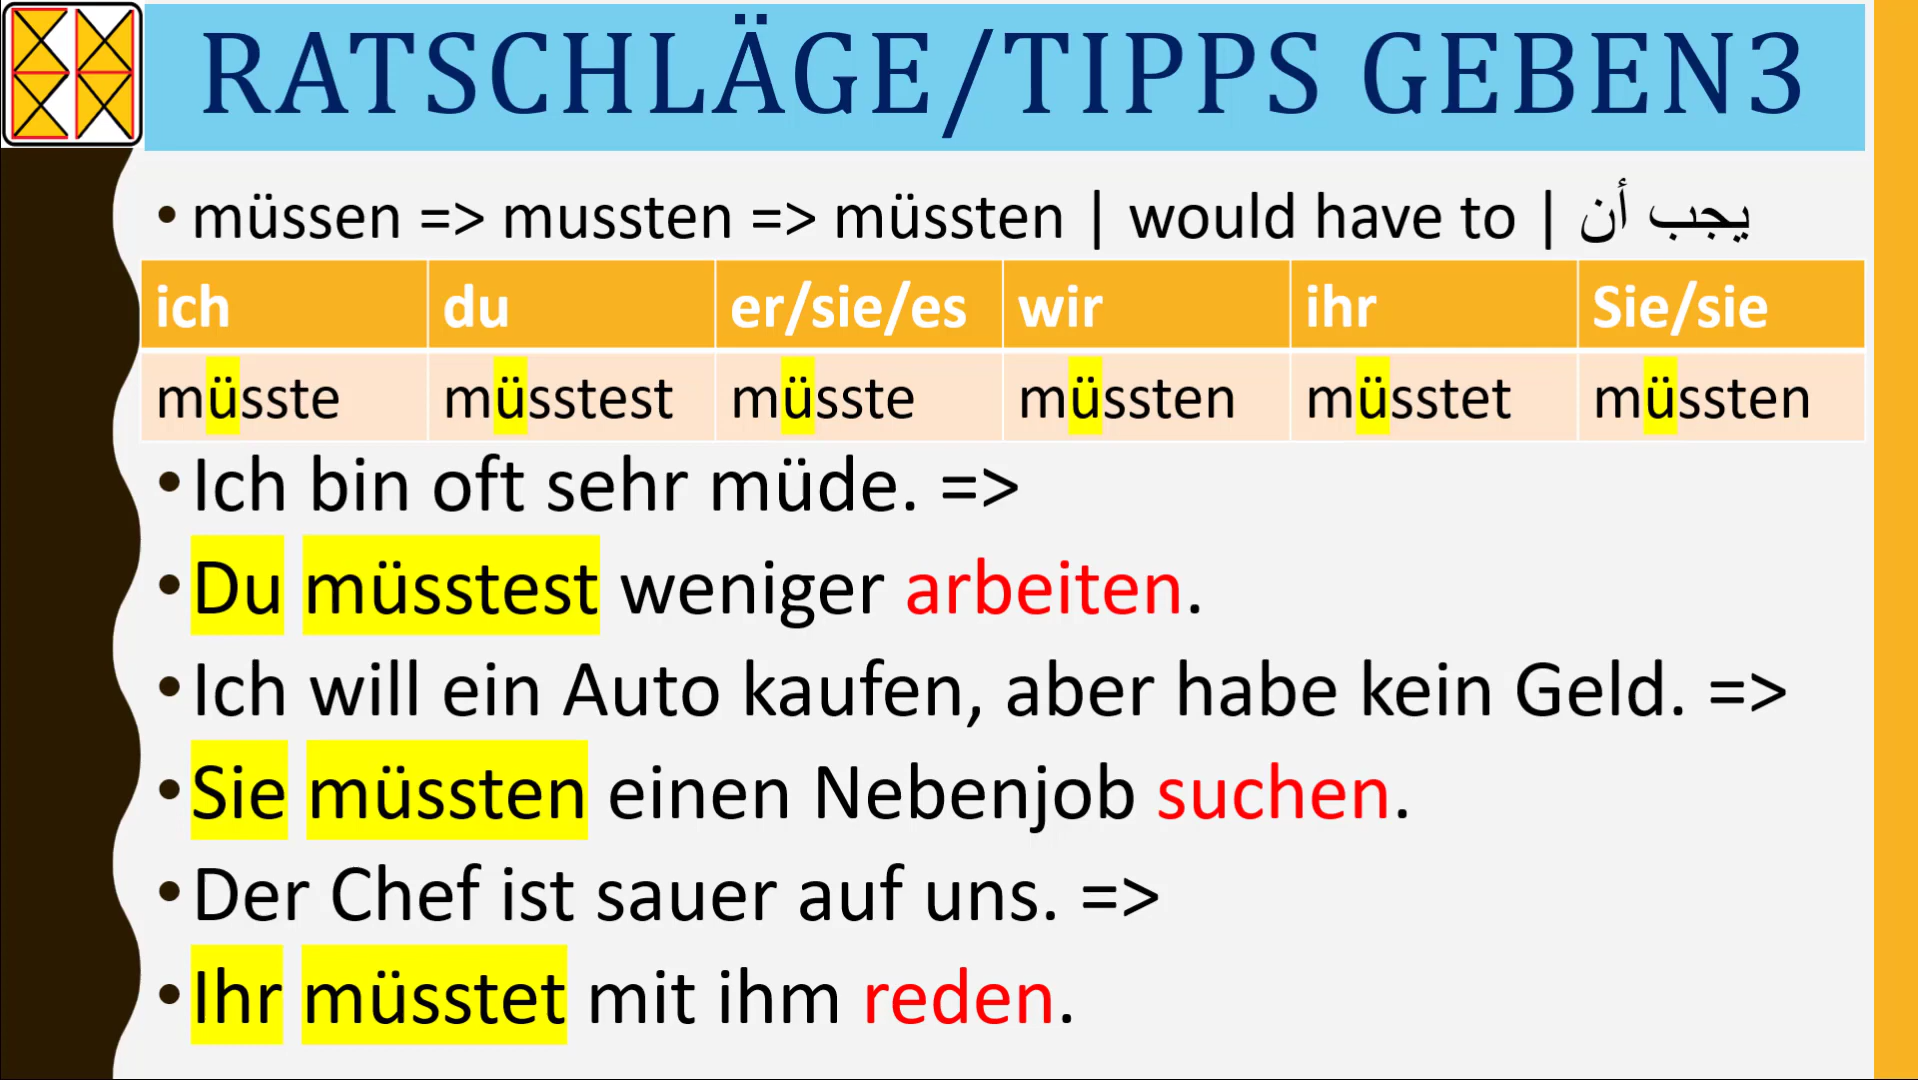 RATSCHLÄGE/TIPPS GEBEN3
• müssen => mussten => müssten | would have to | يجب أن
ich du er/sie/es wir ihr Sie/sie
müsste müsstest müsste müssten müsstet müssten
• Ich bin oft sehr müde. =>
• Du müsstest weniger arbeiten.
• Ich will ein Auto kaufen, aber habe kein Geld. =>
• Sie müssten einen Nebenjob suchen.
• Der Chef ist sauer auf uns. =>
• Ihr müsstet mit ihm reden.